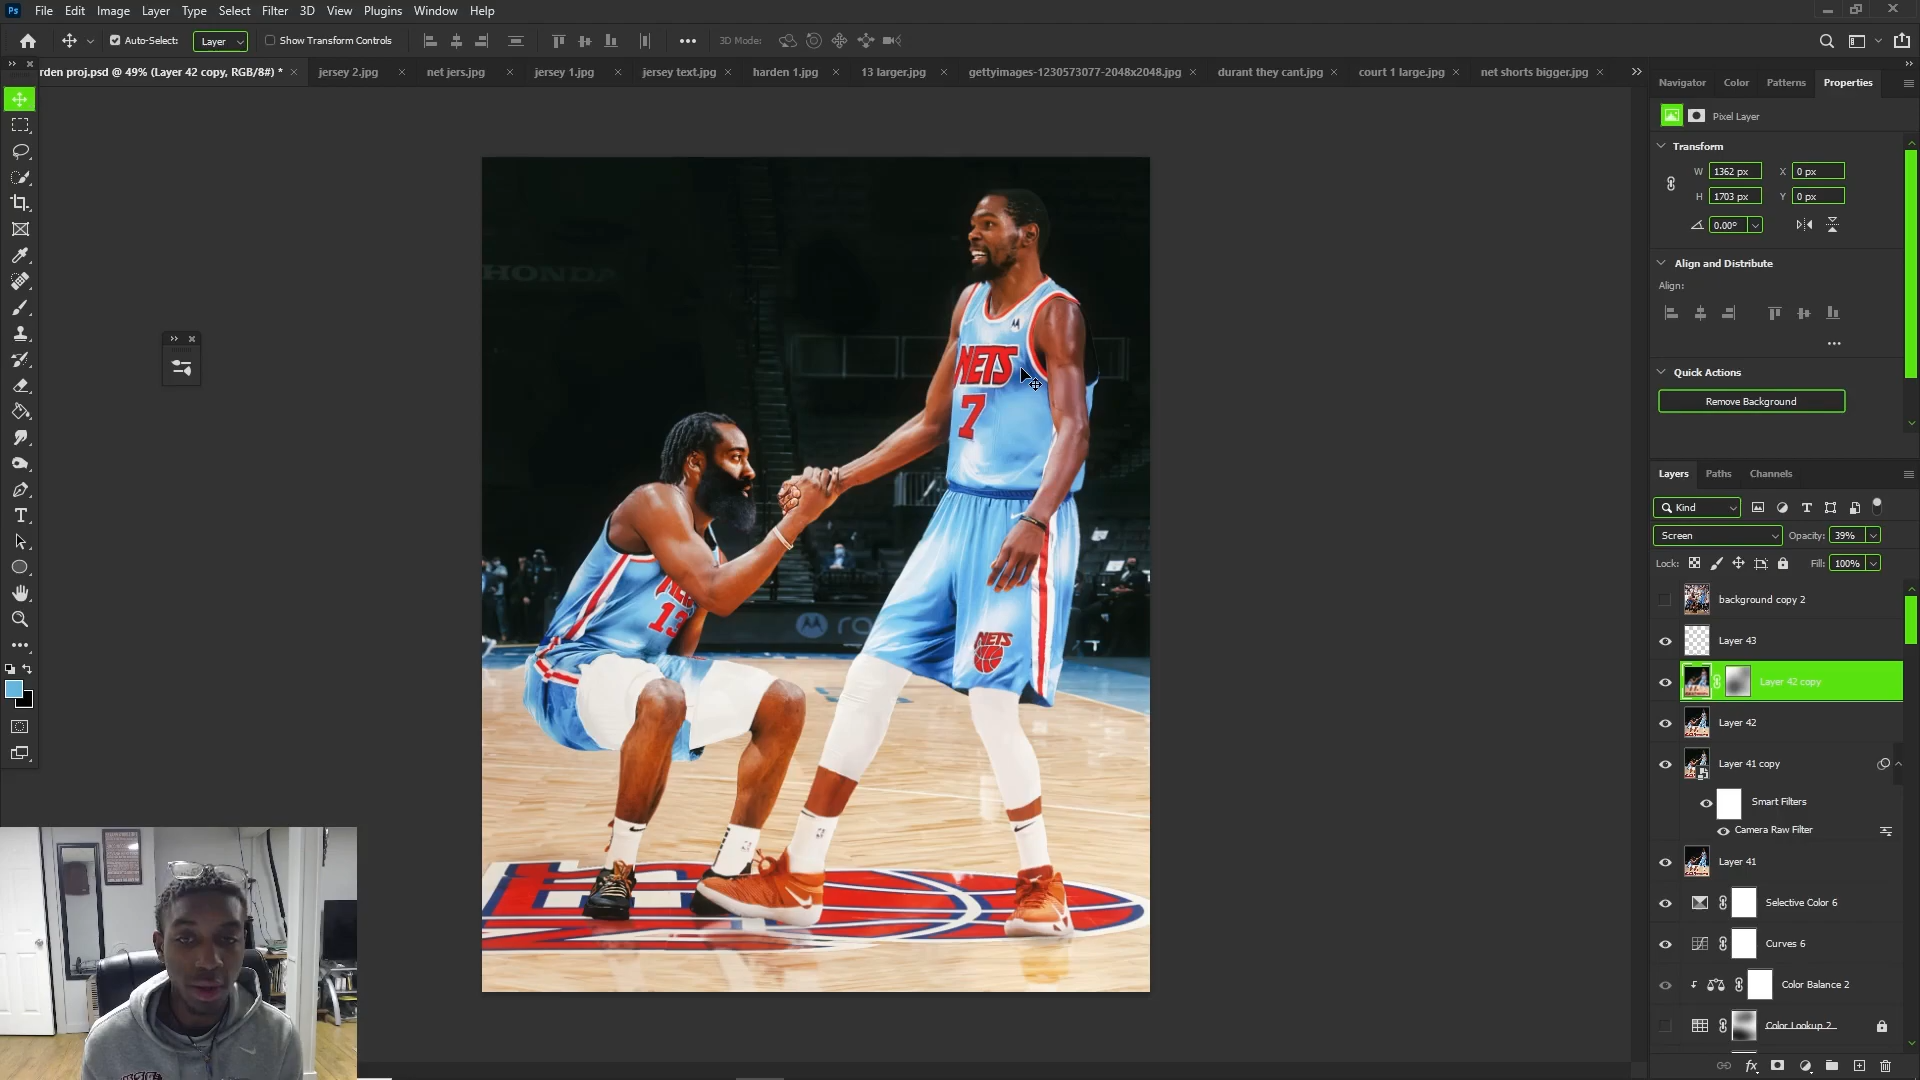 Ps File Edit Image Layer Type Select Filter 3D View Plugins Window Help
Auto-Select: Layer Show Transform Controls 3D Mode:
rden proj.psd @ 49% (Layer 42 copy, RGB/8#) * jersey 2.jpg net jers.jpg jersey 1.jpg jersey text.jpg harden 1.jpg 13 larger.jpg gettyimages-1230573077-2048x2048.jpg durant they cant.jpg court 1 large.jpg net shorts bigger.jpg
Navigator Color Patterns Properties
Pixel Layer
Transform
W 1362 px X 0 px
H 1703 px Y 0 px
0.00°
Align and Distribute
Align:
Quick Actions
Remove Background
HONDA
NETS
7
13
NETS
Layers Paths Channels
Kind
Screen Opacity: 39%
Lock: Fill: 100%
background copy 2
Layer 43
Layer 42 copy
Layer 42
Layer 41 copy
Smart Filters
Camera Raw Filter
Layer 41
Selective Color 6
Curves 6
Color Balance 2
Color Lookup 2